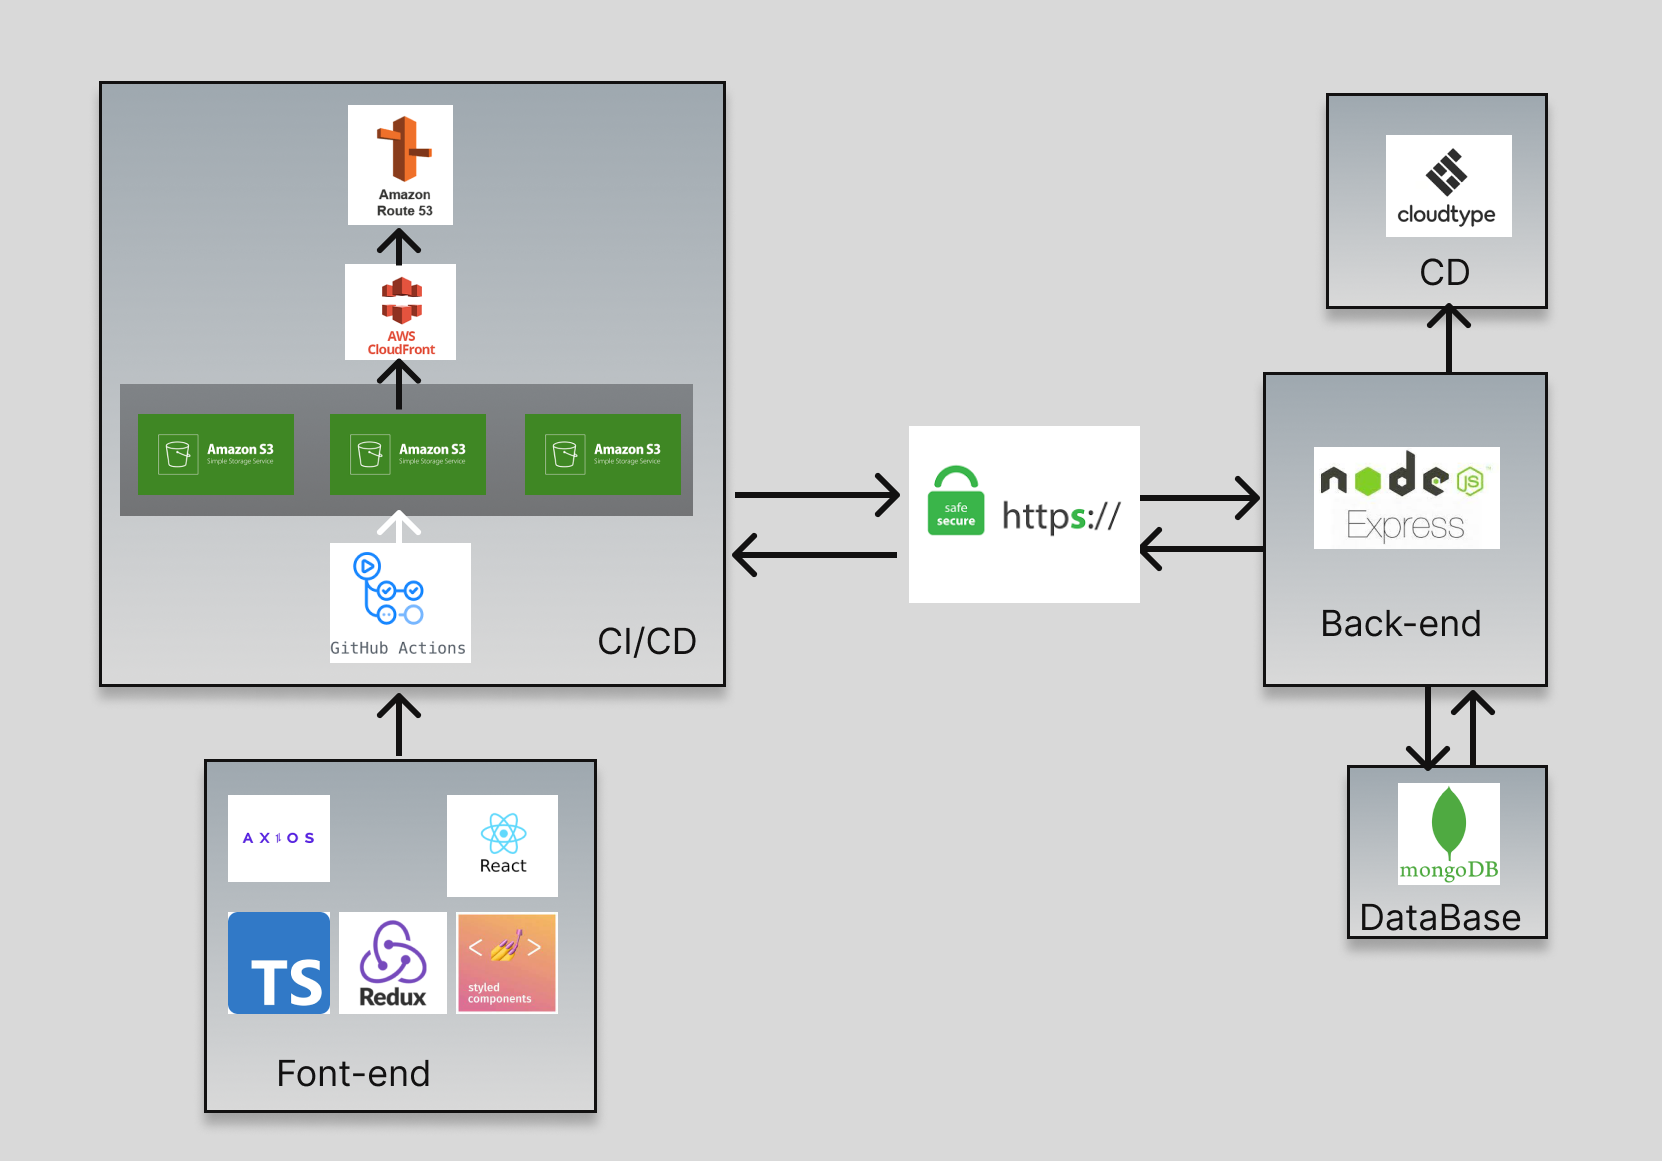 Amazon
Route 53
AWS
CloudFront
Amazon S3
Simple Storage Service
Amazon S3
Simple Storage Service
Amazon S3
Simple Storage Service
GitHub Actions
CI/CD
safe
secure
https://
cloudtype
CD
node
JS
Express
Back-end
mongoDB
DataBase
AXIOS
React
TS
Redux
< >
styled
components
Font-end